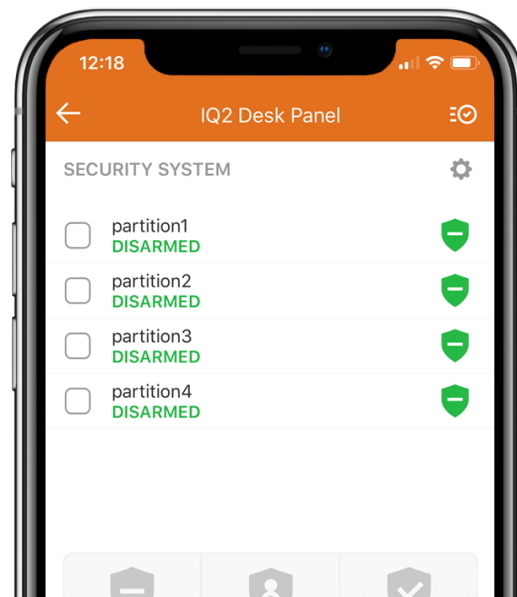 12:18
IQ2 Desk Panel
SECURITY SYSTEM
partition1
DISARMED
partition2
DISARMED
partition3
DISARMED
partition4
DISARMED